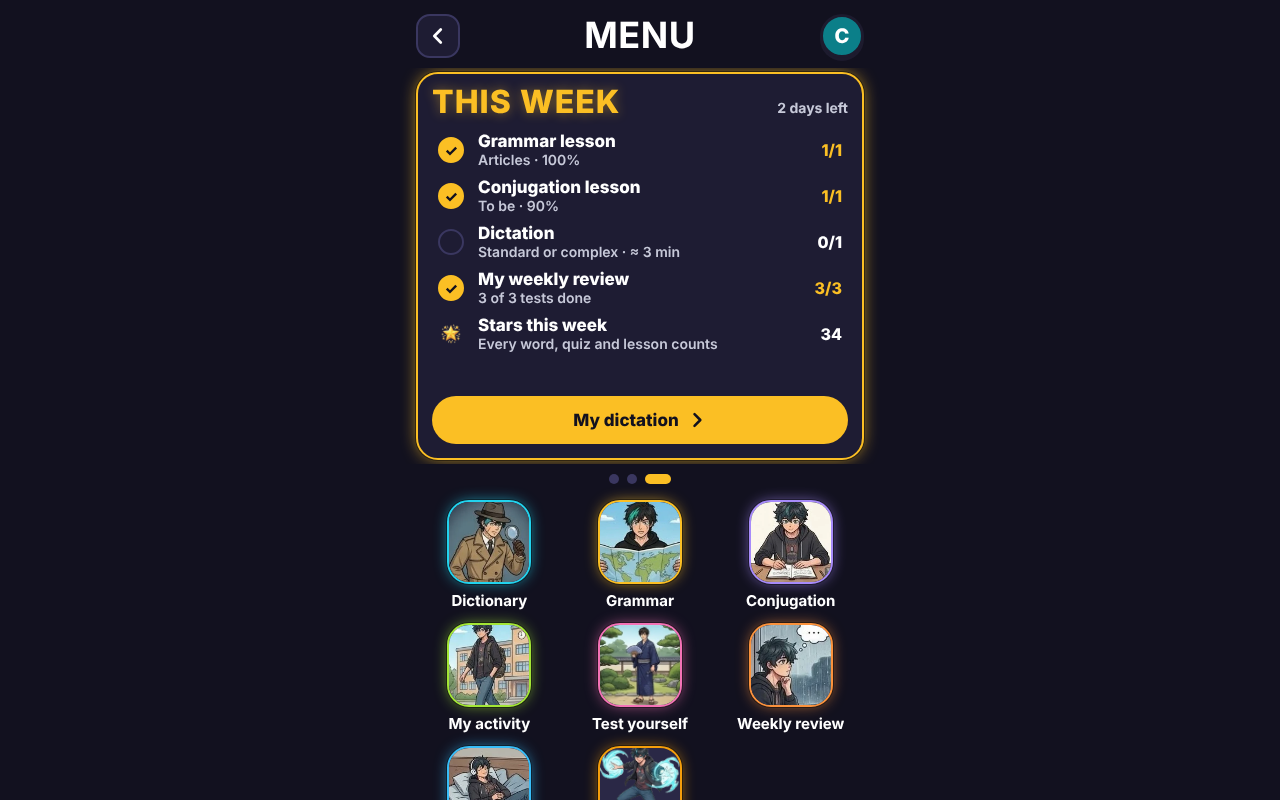 MENU
C
THIS WEEK
2 days left
Grammar lesson
1/1
Articles · 100%
Conjugation lesson
1/1
To be · 90%
Dictation
0/1
Standard or complex · ≈ 3 min
My weekly review
3/3
3 of 3 tests done
Stars this week
34
Every word, quiz and lesson counts
My dictation
Dictionary
Grammar
Conjugation
My activity
Test yourself
Weekly review